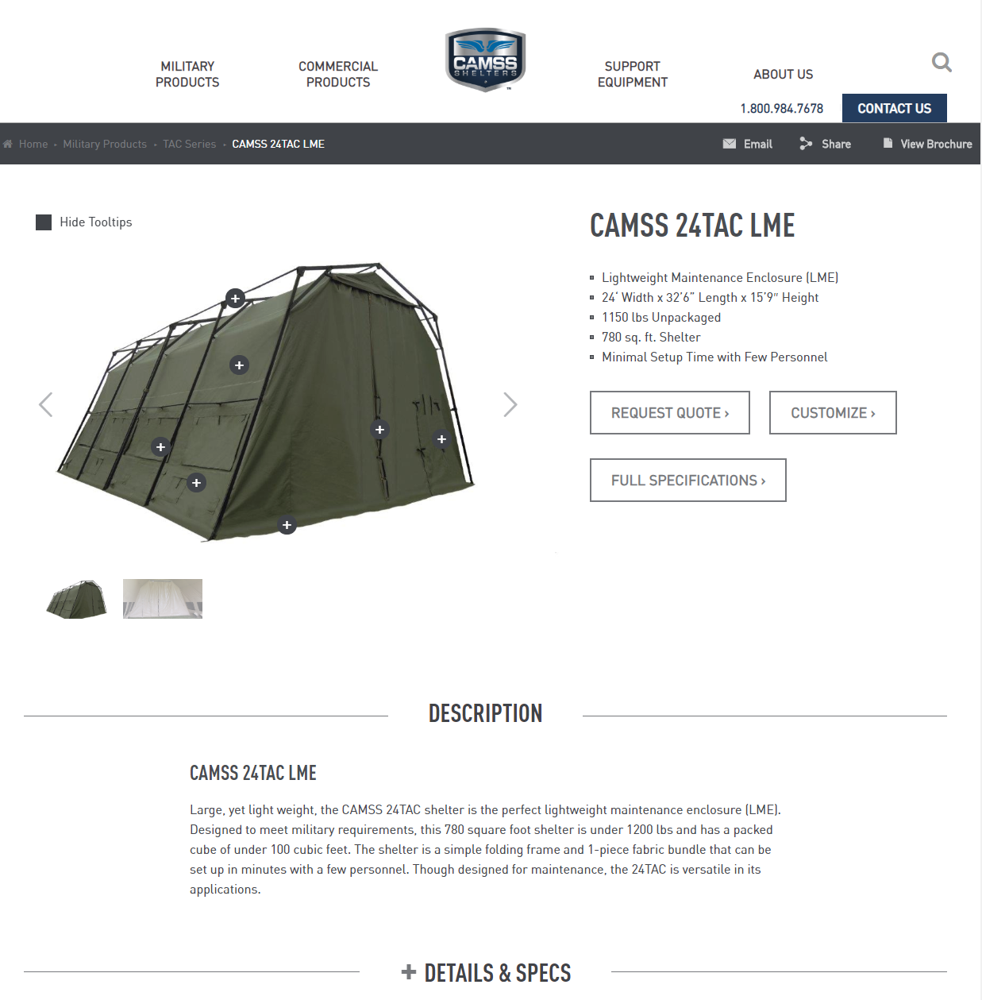 MILITARY
PRODUCTS
COMMERCIAL
PRODUCTS
CAMSS
SHELTERS
™
SUPPORT
EQUIPMENT
ABOUT US
1.800.984.7678
CONTACT US
Home • Military Products • TAC Series • CAMSS 24TAC LME
Email
Share
View Brochure
Hide Tooltips
CAMSS 24TAC LME
Lightweight Maintenance Enclosure (LME)
24‘ Width x 32’6” Length x 15’9″ Height
1150 lbs Unpackaged
780 sq. ft. Shelter
Minimal Setup Time with Few Personnel
REQUEST QUOTE ›
CUSTOMIZE ›
FULL SPECIFICATIONS ›
DESCRIPTION
CAMSS 24TAC LME
Large, yet light weight, the CAMSS 24TAC shelter is the perfect lightweight maintenance enclosure (LME).
Designed to meet military requirements, this 780 square foot shelter is under 1200 lbs and has a packed
cube of under 100 cubic feet. The shelter is a simple folding frame and 1-piece fabric bundle that can be
set up in minutes with a few personnel. Though designed for maintenance, the 24TAC is versatile in its
applications.
+ DETAILS & SPECS